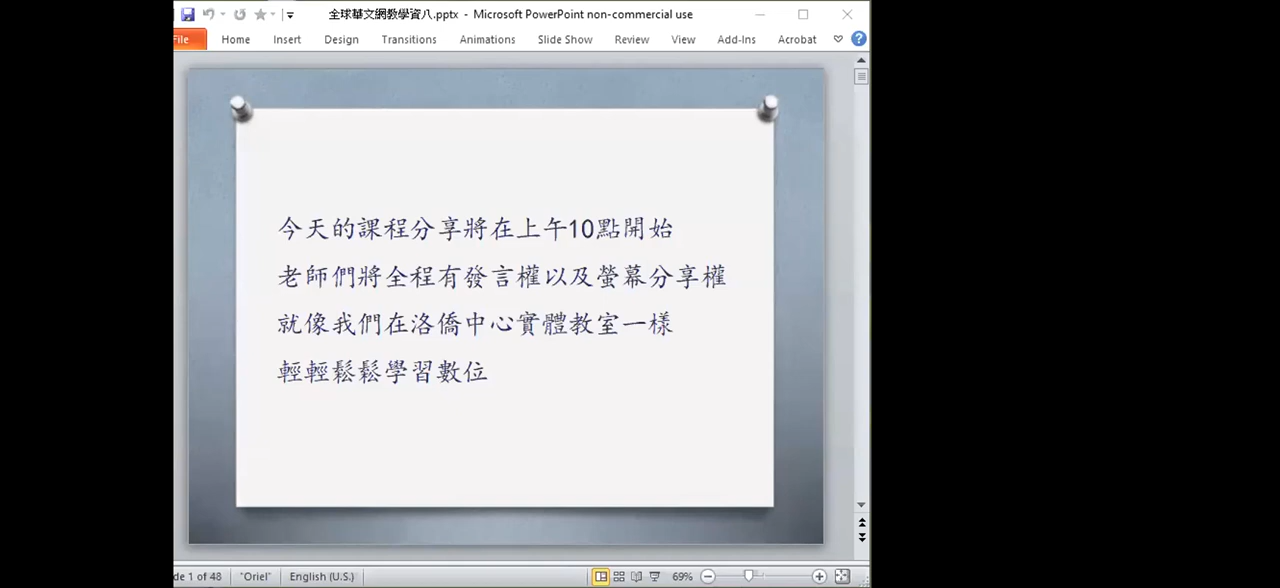 全球華文網教學資八.pptx - Microsoft PowerPoint non-commercial use
File Home Insert Design Transitions Animations Slide Show Review View Add-Ins Acrobat
今天的課程分享將在上午10點開始
老師們將全程有發言權以及螢幕分享權
就像我們在洛僑中心實體教室一樣
輕輕鬆鬆學習數位
de 1 of 48 "Oriel" English (U.S.) 69%